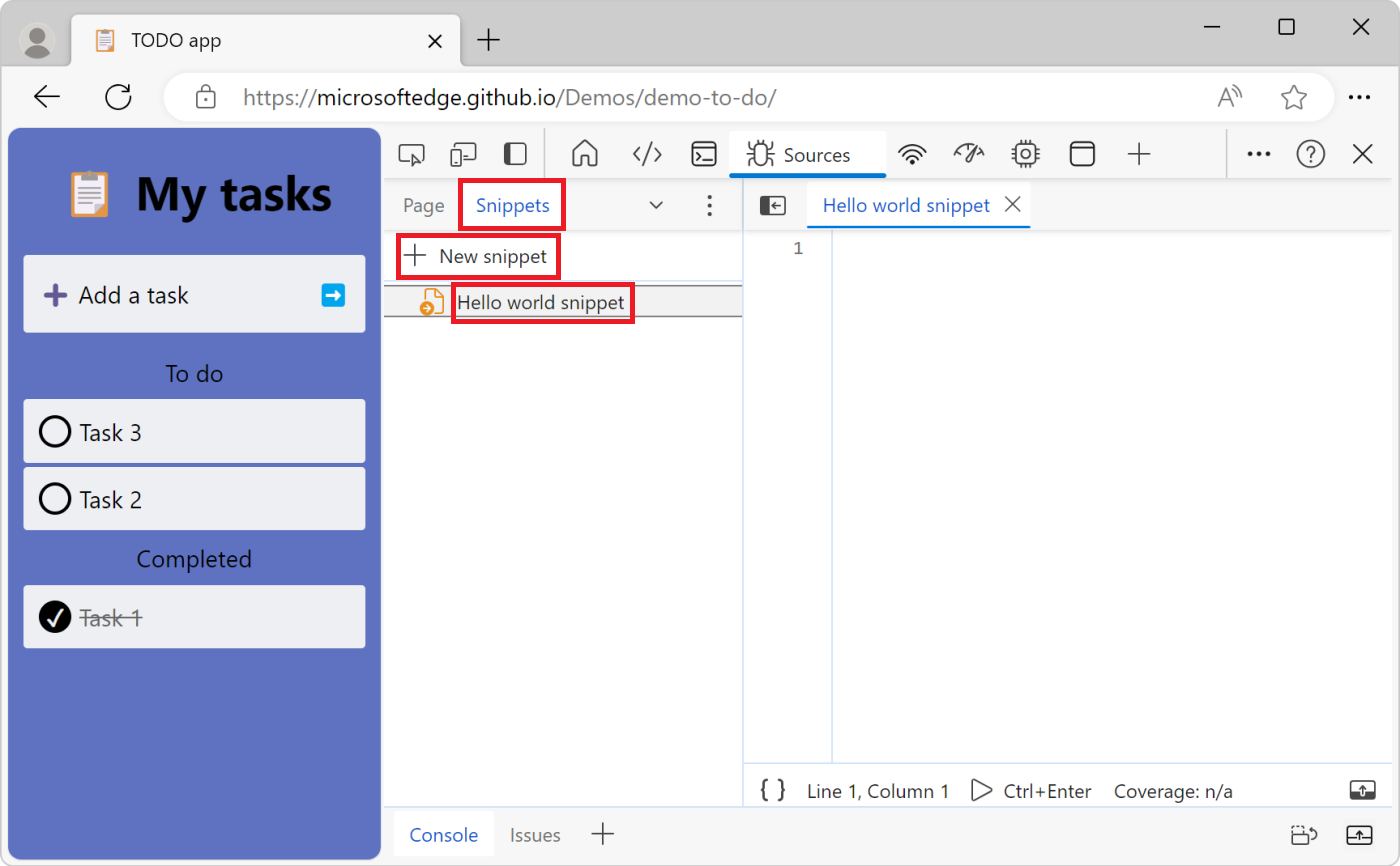 TODO app
https://microsoftedge.github.io/Demos/demo-to-do/
My tasks
Add a task
To do
Task 3
Task 2
Completed
Task 1
Sources
Page
Snippets
New snippet
Hello world snippet
Hello world snippet
1
{ } Line 1, Column 1
Ctrl+Enter
Coverage: n/a
Console
Issues